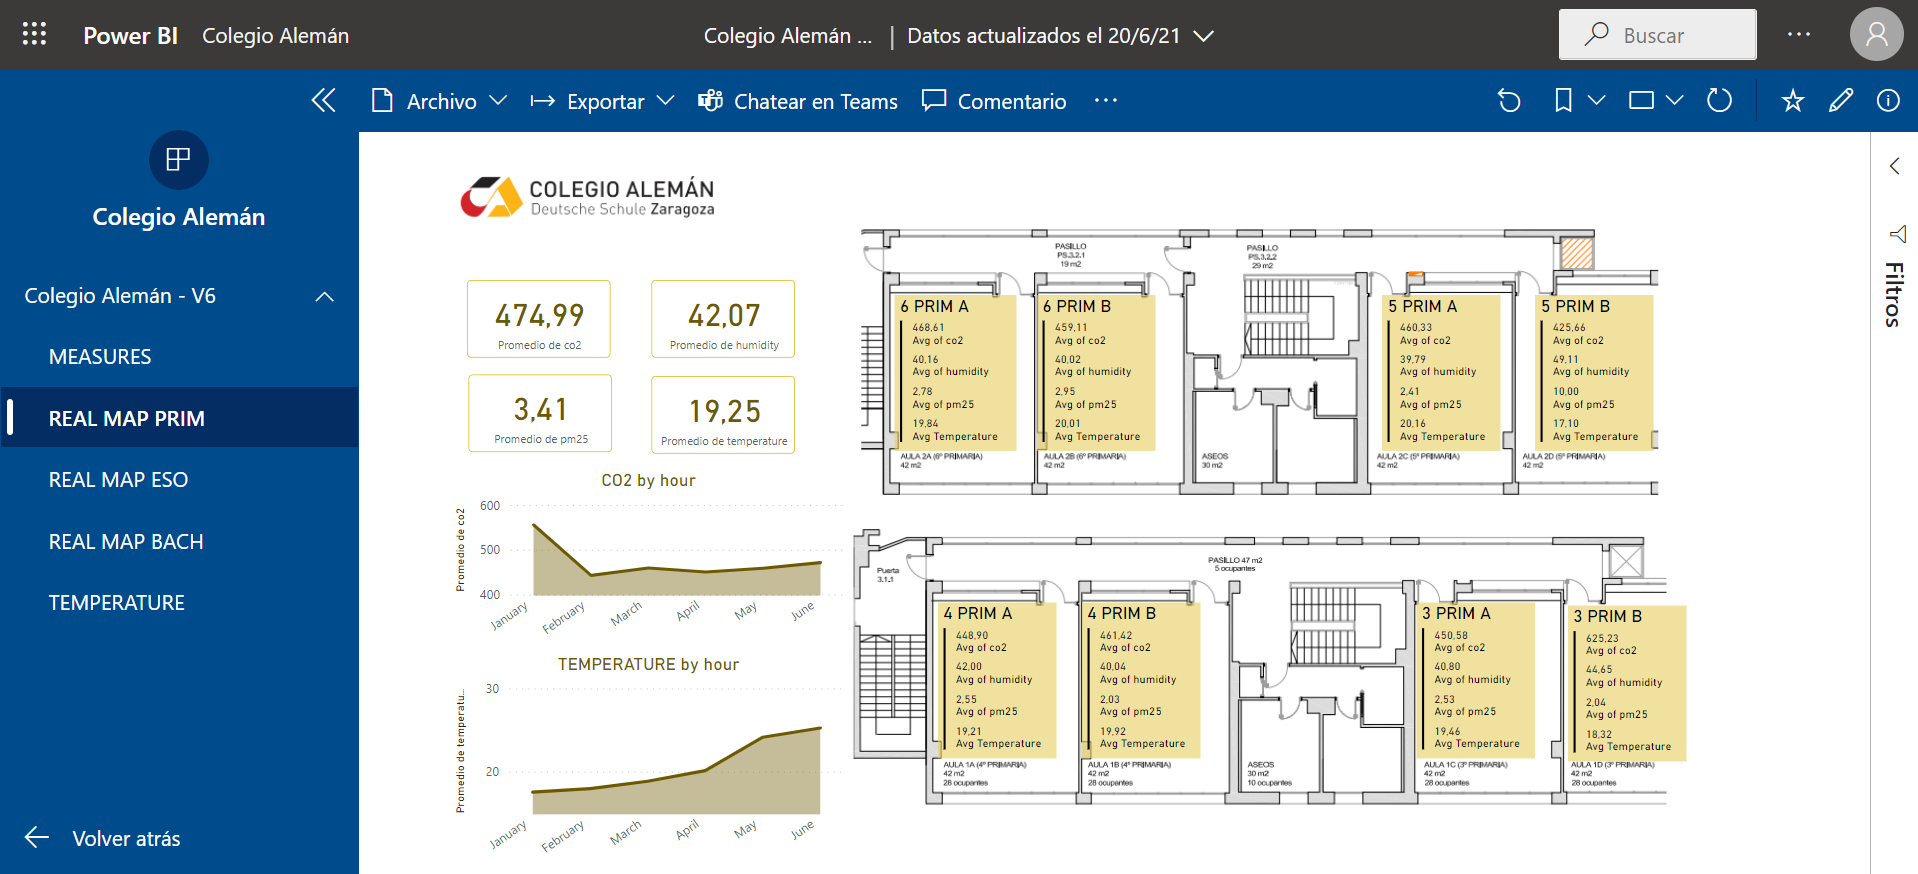 Power BI Colegio Alemán
Colegio Alemán ... | Datos actualizados el 20/6/21
Buscar
Archivo Exportar Chatear en Teams Comentario
Colegio Alemán
Colegio Alemán - V6
MEASURES
REAL MAP PRIM
REAL MAP ESO
REAL MAP BACH
TEMPERATURE
Volver atrás
Filtros
COLEGIO ALEMÁN
Deutsche Schule Zaragoza
474,99
Promedio de co2
42,07
Promedio de humidity
3,41
Promedio de pm25
19,25
Promedio de temperature
CO2 by hour
Promedio de co2
600
500
400
January
February
March
April
May
June
TEMPERATURE by hour
Promedio de temperatu...
30
20
January
February
March
April
May
June
PASILLO
PS.3.2.1
19 m2
PASILLO
PS.3.2.2
29 m2
6 PRIM A
468,61
Avg of co2
40,16
Avg of humidity
2,78
Avg of pm25
19,84
Avg Temperature
AULA 2A (6º PRIMARIA)
42 m2
6 PRIM B
459,11
Avg of co2
40,02
Avg of humidity
2,95
Avg of pm25
20,01
Avg Temperature
AULA 2B (6º PRIMARIA)
42 m2
ASEOS
30 m2
5 PRIM A
460,33
Avg of co2
39,79
Avg of humidity
2,41
Avg of pm25
20,16
Avg Temperature
AULA 2C (5º PRIMARIA)
42 m2
5 PRIM B
425,66
Avg of co2
49,11
Avg of humidity
10,00
Avg of pm25
17,10
Avg Temperature
AULA 2D (5º PRIMARIA)
42 m2
Puerta
3.1.1
PASILLO 47 m2
5 ocupantes
4 PRIM A
448,90
Avg of co2
42,00
Avg of humidity
2,55
Avg of pm25
19,21
Avg Temperature
AULA 1A (4º PRIMARIA)
42 m2
28 ocupantes
4 PRIM B
461,42
Avg of co2
40,04
Avg of humidity
2,03
Avg of pm25
19,92
Avg Temperature
AULA 1B (4º PRIMARIA)
42 m2
28 ocupantes
ASEOS
30 m2
10 ocupantes
3 PRIM A
450,58
Avg of co2
40,80
Avg of humidity
2,53
Avg of pm25
19,46
Avg Temperature
AULA 1C (3º PRIMARIA)
42 m2
28 ocupantes
3 PRIM B
625,23
Avg of co2
44,65
Avg of humidity
2,04
Avg of pm25
18,32
Avg Temperature
AULA 1D (3º PRIMARIA)
42 m2
28 ocupantes